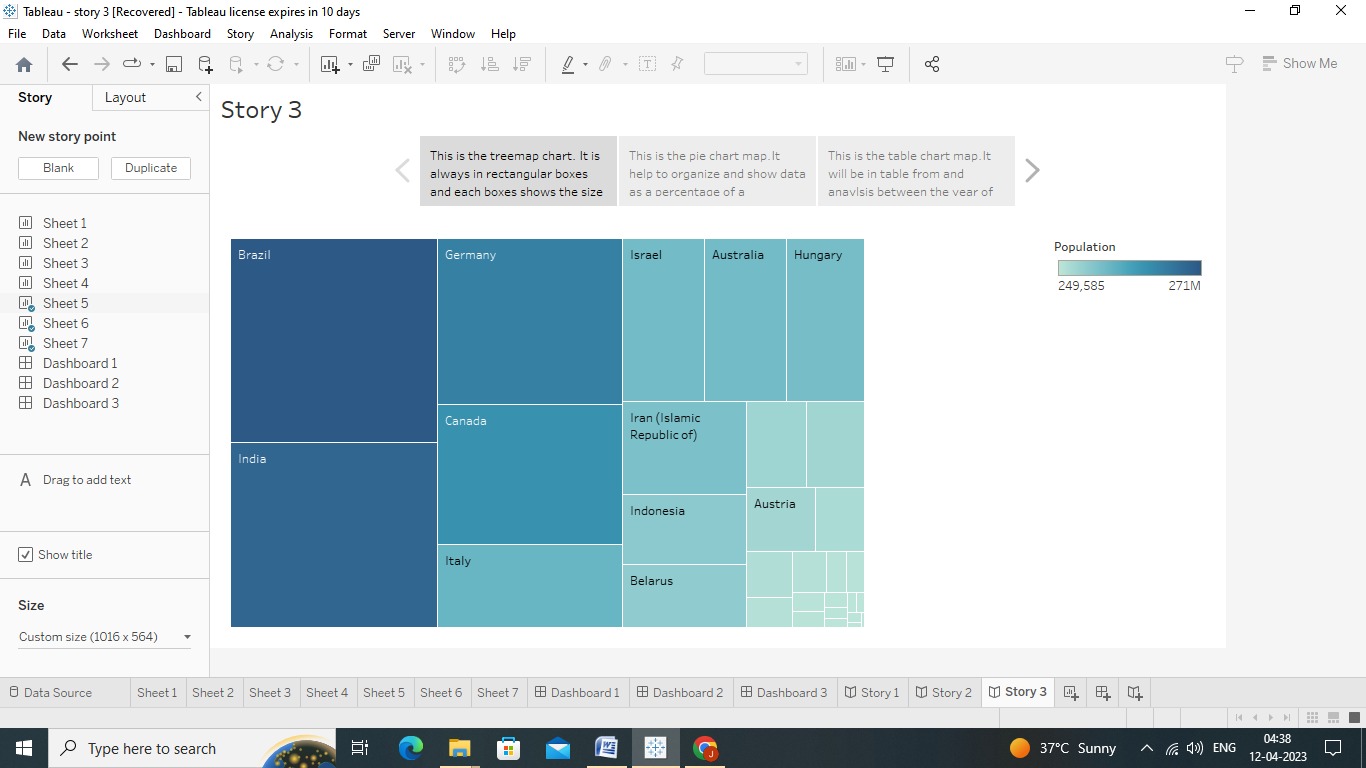 Tableau - story 3 [Recovered] - Tableau license expires in 10 days
File Data Worksheet Dashboard Story Analysis Format Server Window Help
Show Me
Story Layout
New story point
Blank Duplicate
Sheet 1
Sheet 2
Sheet 3
Sheet 4
Sheet 5
Sheet 6
Sheet 7
Dashboard 1
Dashboard 2
Dashboard 3
A Drag to add text
Show title
Size
Custom size (1016 x 564)
Story 3
This is the treemap chart. It is
always in rectangular boxes
and each boxes shows the size
This is the pie chart map.It
help to organize and show data
as a percentage of a
This is the table chart map.It
will be in table from and
anaylsis between the year of
Brazil
India
Germany
Canada
Italy
Israel
Australia
Hungary
Iran (Islamic
Republic of)
Indonesia
Belarus
Austria
Population
249,585 271M
Data Source Sheet 1 Sheet 2 Sheet 3 Sheet 4 Sheet 5 Sheet 6 Sheet 7 Dashboard 1 Dashboard 2 Dashboard 3 Story 1 Story 2 Story 3
Type here to search
37°C Sunny
ENG
04:38
12-04-2023